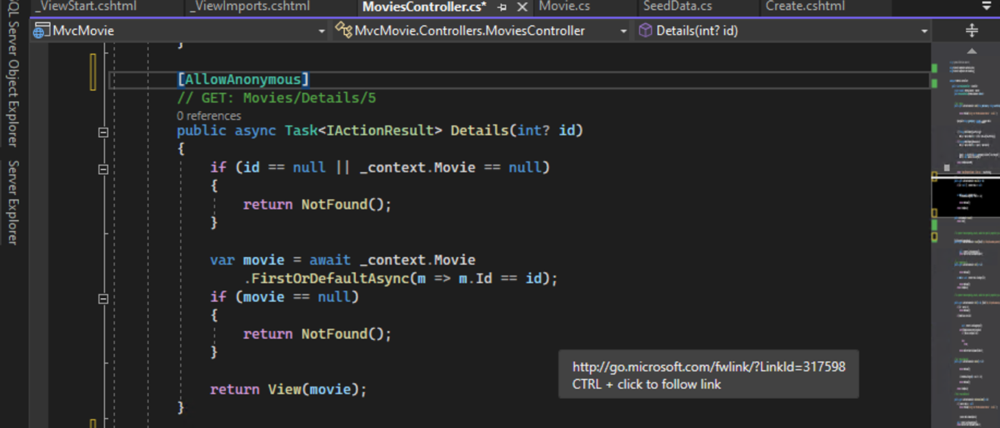 _ViewStart.cshtml _ViewImports.cshtml MoviesController.cs* Movie.cs SeedData.cs Create.cshtml
MvcMovie MvcMovie.Controllers.MoviesController Details(int? id)
SQL Server Object Explorer
Server Explorer
}
[AllowAnonymous]
// GET: Movies/Details/5
0 references
public async Task<IActionResult> Details(int? id)
{
if (id == null || _context.Movie == null)
{
return NotFound();
}
var movie = await _context.Movie
.FirstOrDefaultAsync(m => m.Id == id);
if (movie == null)
{
return NotFound();
}
return View(movie);
}
http://go.microsoft.com/fwlink/?LinkId=317598
CTRL + click to follow link